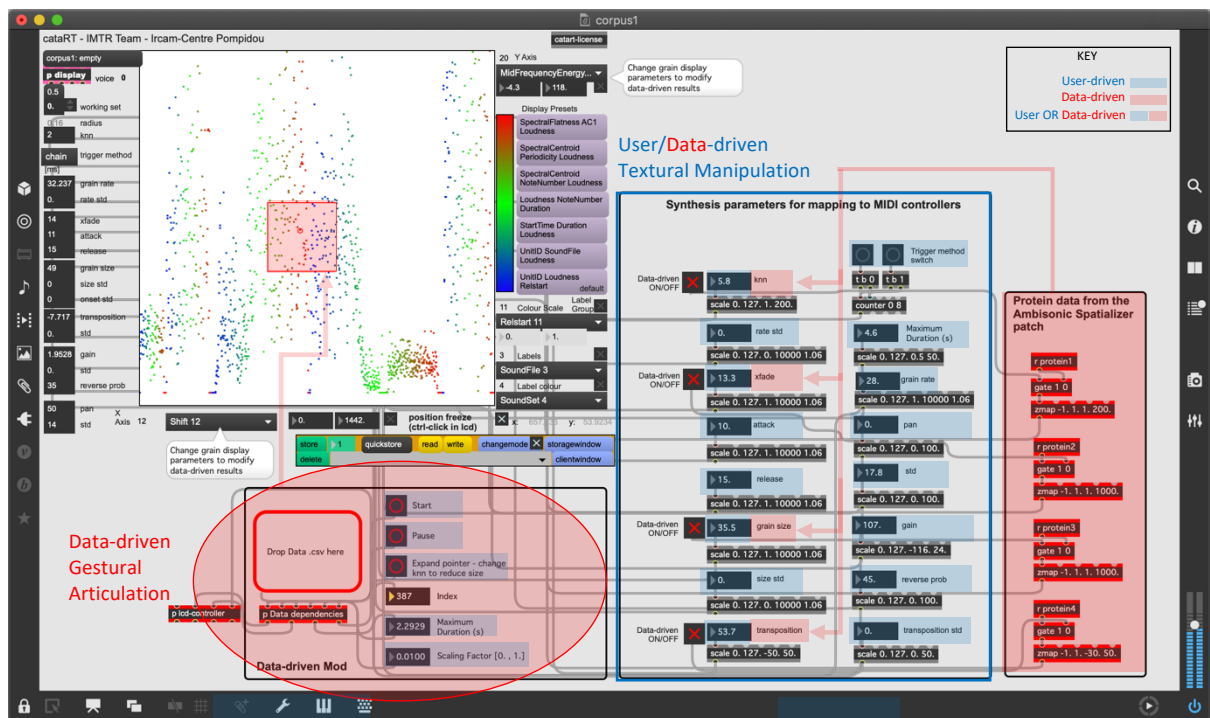 corpus1
cataRT - IMTR Team - Ircam-Centre Pompidou
catart-license
corpus1: empty
p display
voice 0
0.5
0. working set
0.16 radius
2 knn
chain trigger method
[ms]
32.237 grain rate
0. rate std
14 xfade
11 attack
15 release
49 grain size
0 size std
0 onset std
-7.717 transposition
0. std
1.9528 gain
0. std
35 reverse prob
50 pan
14 std
X
Axis 12
Shift 12
20 Y Axis
MidFrequencyEnergy...
-4.3 118.
Change grain display
parameters to modify
data-driven results
Display Presets
SpectralFlatness AC1
Loudness
SpectralCentroid
Periodicity Loudness
SpectralCentroid
NoteNumber Loudness
Loudness NoteNumber
Duration
StartTime Duration
Loudness
UnitID SoundFile
Loudness
UnitID Loudness
Relstart default
11 Colour Scale
Label
Group
Relstart 11
0. 1.
3 Labels
SoundFile 3
4 Label colour
SoundSet 4
0. 1442.
position freeze
(ctrl-click in lcd)
x: 657.828 y: 53.9234
store 1 quickstore read write changemode storagewindow
delete clientwindow
Change grain display
parameters to modify
data-driven results
KEY
User-driven
Data-driven
User OR Data-driven
User/Data-driven
Textural Manipulation
Synthesis parameters for mapping to MIDI controllers
Data-driven
ON/OFF
5.8 knn
scale 0. 127. 1. 200.
0. rate std
scale 0. 127. 0. 10000 1.06
Data-driven
ON/OFF
13.3 xfade
scale 0. 127. 1. 10000 1.06
10. attack
scale 0. 127. 1. 10000 1.06
15. release
scale 0. 127. 1. 10000 1.06
Data-driven
ON/OFF
35.5 grain size
scale 0. 127. 1. 10000 1.06
0. size std
scale 0. 127. 0. 10000 1.06
Data-driven
ON/OFF
53.7 transposition
scale 0. 127. -50. 50.
Trigger method
switch
t b 0 t b 1
counter 0 8
4.6 Maximum
Duration (s)
scale 0. 127. 0.5 50.
28. grain rate
scale 0. 127. 1. 10000 1.06
0. pan
scale 0. 127. 0. 100.
17.8 std
scale 0. 127. 0. 100.
107. gain
scale 0. 127. -116. 24.
45. reverse prob
scale 0. 127. 0. 100.
0. transposition std
scale 0. 127. 0. 50.
Protein data from the
Ambisonic Spatializer
patch
r protein1
gate 1 0
zmap -1. 1. 1. 200.
r protein2
gate 1 0
zmap -1. 1. 1. 1000.
r protein3
gate 1 0
zmap -1. 1. 1. 1000.
r protein4
gate 1 0
zmap -1. 1. -30. 50.
Data-driven
Gestural
Articulation
Drop Data .csv here
p lcd-controller
p Data dependencies
Data-driven Mod
Start
Pause
Expand pointer - change
knn to reduce size
387 Index
2.2929 Maximum
Duration (s)
0.0100 Scaling Factor [0. , 1.]